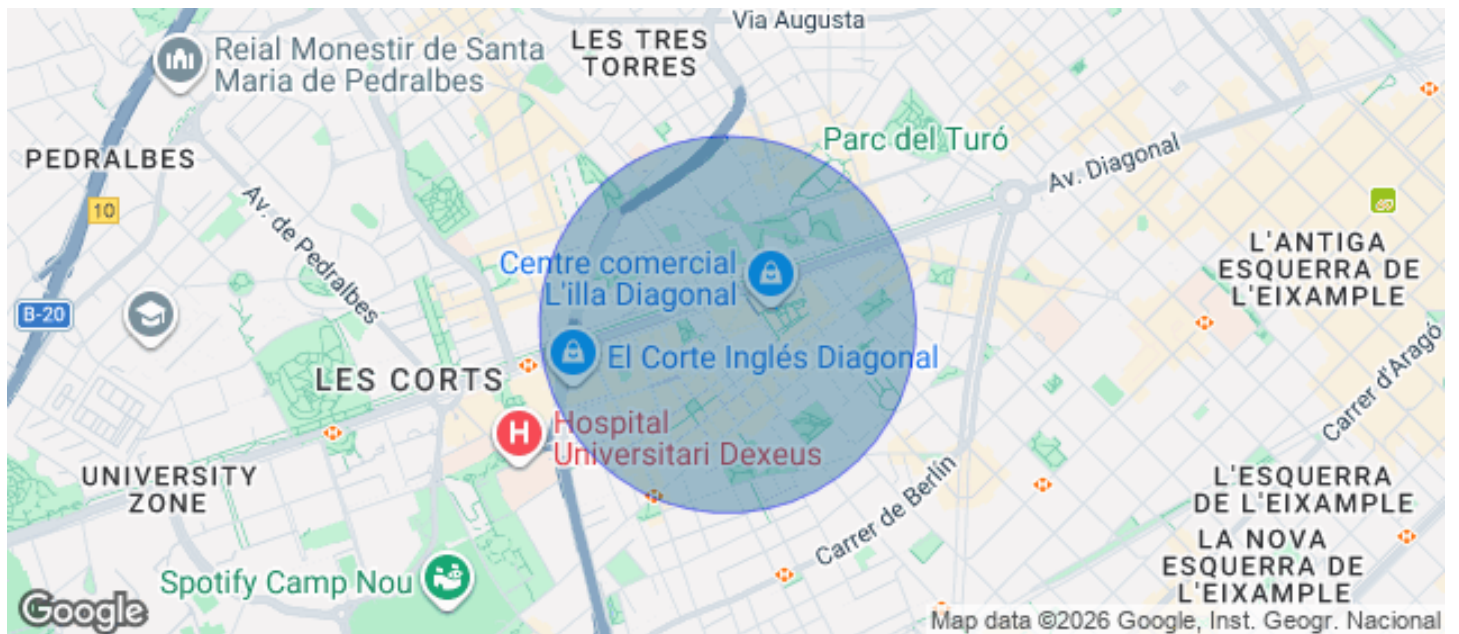 Via Augusta
Reial Monestir de Santa
Maria de Pedralbes
LES TRES
TORRES
PEDRALBES
Parc del Turó
Av. Diagonal
10
Av. de Pedralbes
L'ANTIGA
ESQUERRA DE
L'EIXAMPLE
Centre comercial
L'illa Diagonal
B-20
El Corte Inglés Diagonal
LES CORTS
Carrer d'Aragó
Hospital
Universitari Dexeus
H
UNIVERSITY
ZONE
Carrer de Berlín
L'ESQUERRA
DE L'EIXAMPLE
LA NOVA
ESQUERRA DE
L'EIXAMPLE
Spotify Camp Nou
Google
Map data ©2026 Google, Inst. Geogr. Nacional